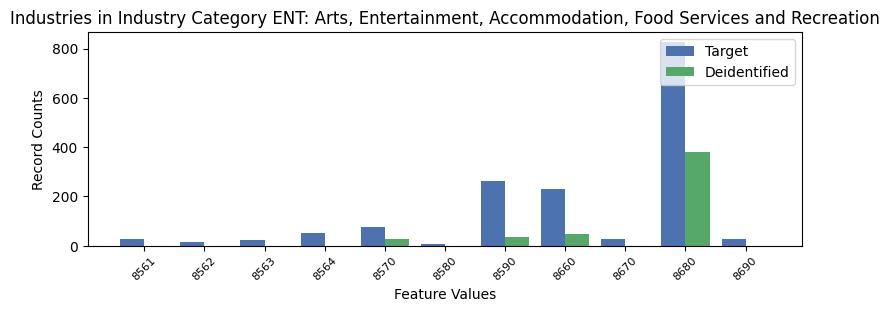 Industries in Industry Category ENT: Arts, Entertainment, Accommodation, Food Services and Recreation
Target
Deidentified
Record Counts
800
600
400
200
0
8561 8562 8563 8564 8570 8580 8590 8660 8670 8680 8690
Feature Values